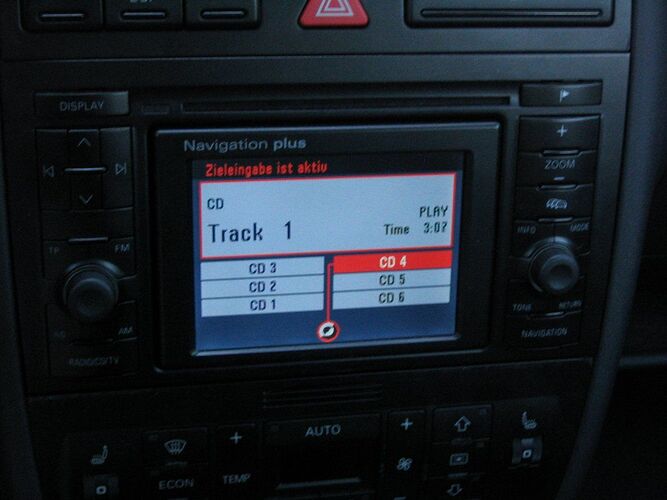 DISPLAY
Navigation plus
Zieleingabe ist aktiv
CD
PLAY
Track 1
Time 3:07
CD 3
CD 4
CD 2
CD 5
CD 1
CD 6
+
ZOOM
−
INFO
MODE
TP
FM
AM
TONE
RETURN
RADIO/CD/TV
NAVIGATION
AUTO
+
+
ECON
TEMP